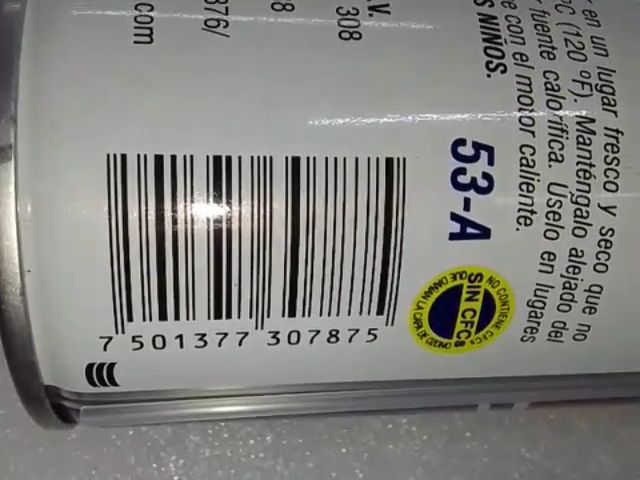 en un lugar fresco y seco que no
°C (120 °F). Manténgalo alejado del
fuente calorífica. Uselo en lugares
con el motor caliente.
S NIÑOS.
.V.
308
8
376/
.com
53-A
NO CONTIENE CFCs
SIN CFCs
QUE DAÑAN LA CAPA DE OZONO
7 501377 307875